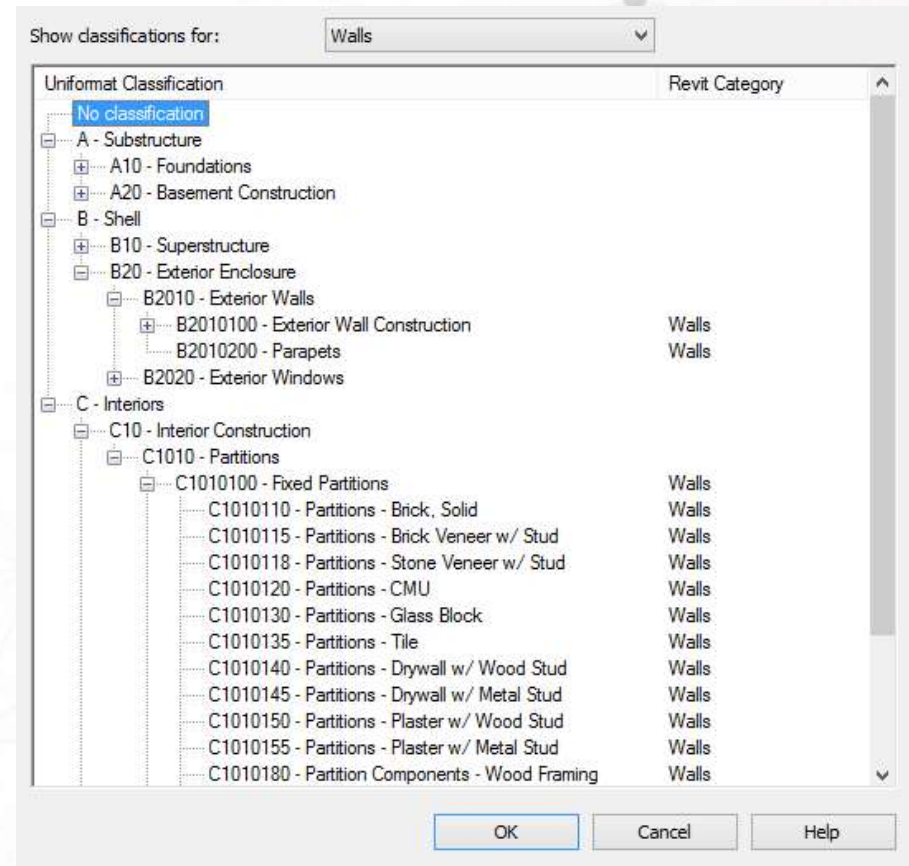 Show classifications for: Walls
Uniformat Classification Revit Category
No classification
A - Substructure
A10 - Foundations
A20 - Basement Construction
B - Shell
B10 - Superstructure
B20 - Exterior Enclosure
B2010 - Exterior Walls
B2010100 - Exterior Wall Construction Walls
B2010200 - Parapets Walls
B2020 - Exterior Windows
C - Interiors
C10 - Interior Construction
C1010 - Partitions
C1010100 - Fixed Partitions Walls
C1010110 - Partitions - Brick, Solid Walls
C1010115 - Partitions - Brick Veneer w/ Stud Walls
C1010118 - Partitions - Stone Veneer w/ Stud Walls
C1010120 - Partitions - CMU Walls
C1010130 - Partitions - Glass Block Walls
C1010135 - Partitions - Tile Walls
C1010140 - Partitions - Drywall w/ Wood Stud Walls
C1010145 - Partitions - Drywall w/ Metal Stud Walls
C1010150 - Partitions - Plaster w/ Wood Stud Walls
C1010155 - Partitions - Plaster w/ Metal Stud Walls
C1010180 - Partition Components - Wood Framing Walls
OK Cancel Help